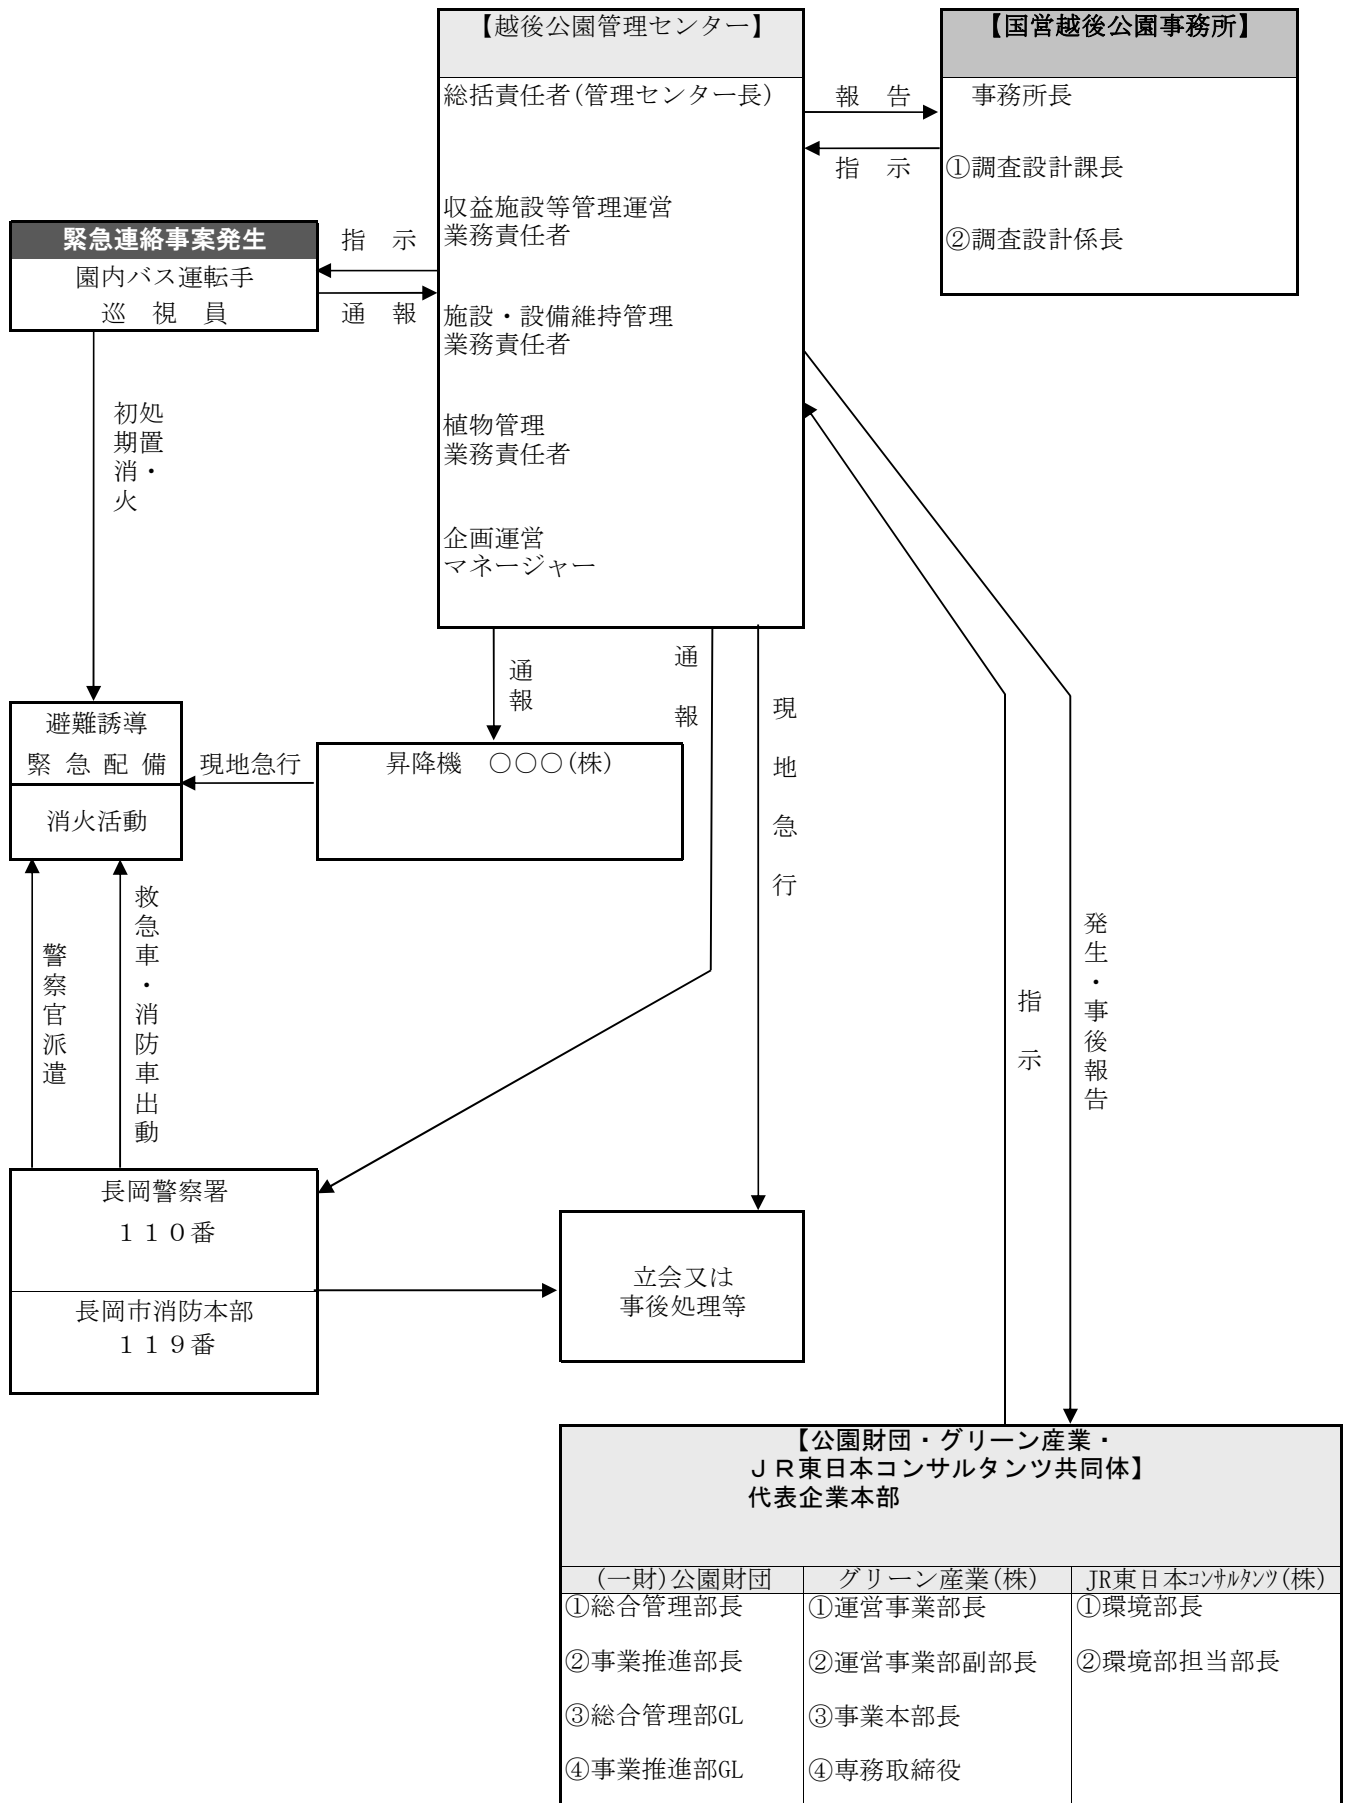 【越後公園管理センター】
総括責任者(管理センター長)
収益施設等管理運営
業務責任者
施設・設備維持管理
業務責任者
植物管理
業務責任者
企画運営
マネージャー
報　告
指　示
【国営越後公園事務所】
事務所長
①調査設計課長
②調査設計係長
緊急連絡事案発生
園内バス運転手
巡　視　員
指　示
通　報
初期消火
処置・
避難誘導
緊 急 配 備
消火活動
現地急行
通報
昇降機　○○○(株)
通　報
現　地　急　行
警察官派遣
救急車・消防車出動
指　示
発生・事後報告
長岡警察署
１１０番
長岡市消防本部
１１９番
立会又は
事後処理等
【公園財団・グリーン産業・
ＪＲ東日本コンサルタンツ共同体】
代表企業本部
(一財)公園財団
グリーン産業(株)
JR東日本ｺﾝｻﾙﾀﾝﾂ(株)
①総合管理部長
①運営事業部長
①環境部長
②事業推進部長
②運営事業部副部長
②環境部担当部長
③総合管理部GL
③事業本部長
④事業推進部GL
④専務取締役